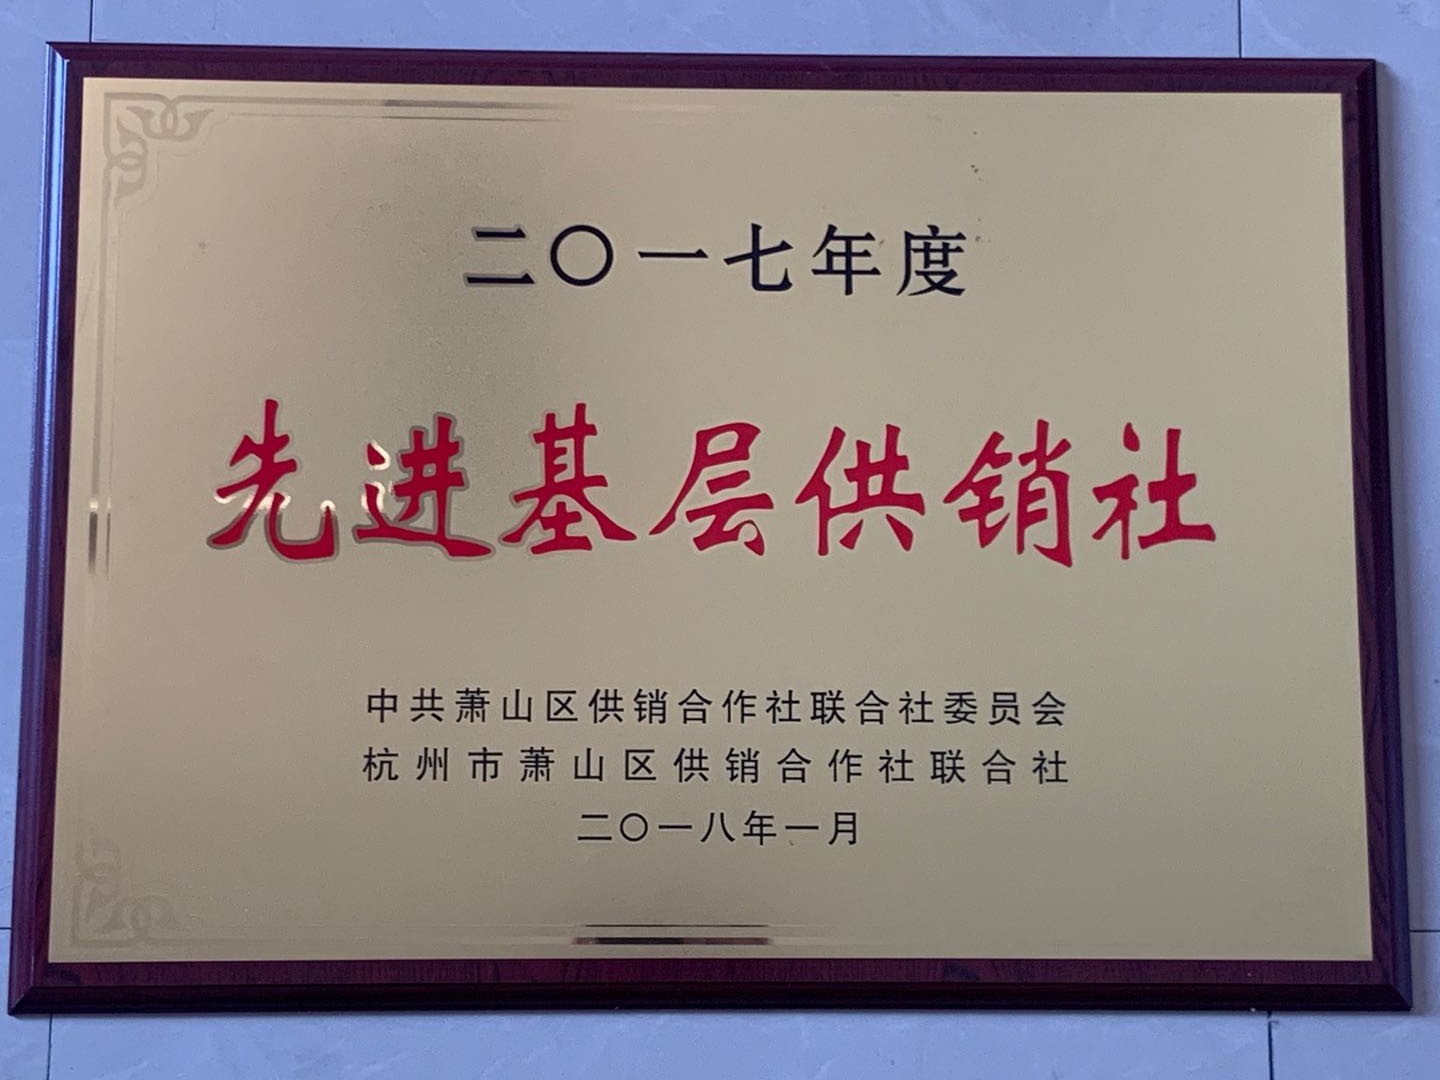 二〇一七年度
先进基层供销社
中共萧山区供销合作社联合社委员会
杭州市萧山区供销合作社联合社
二〇一八年一月